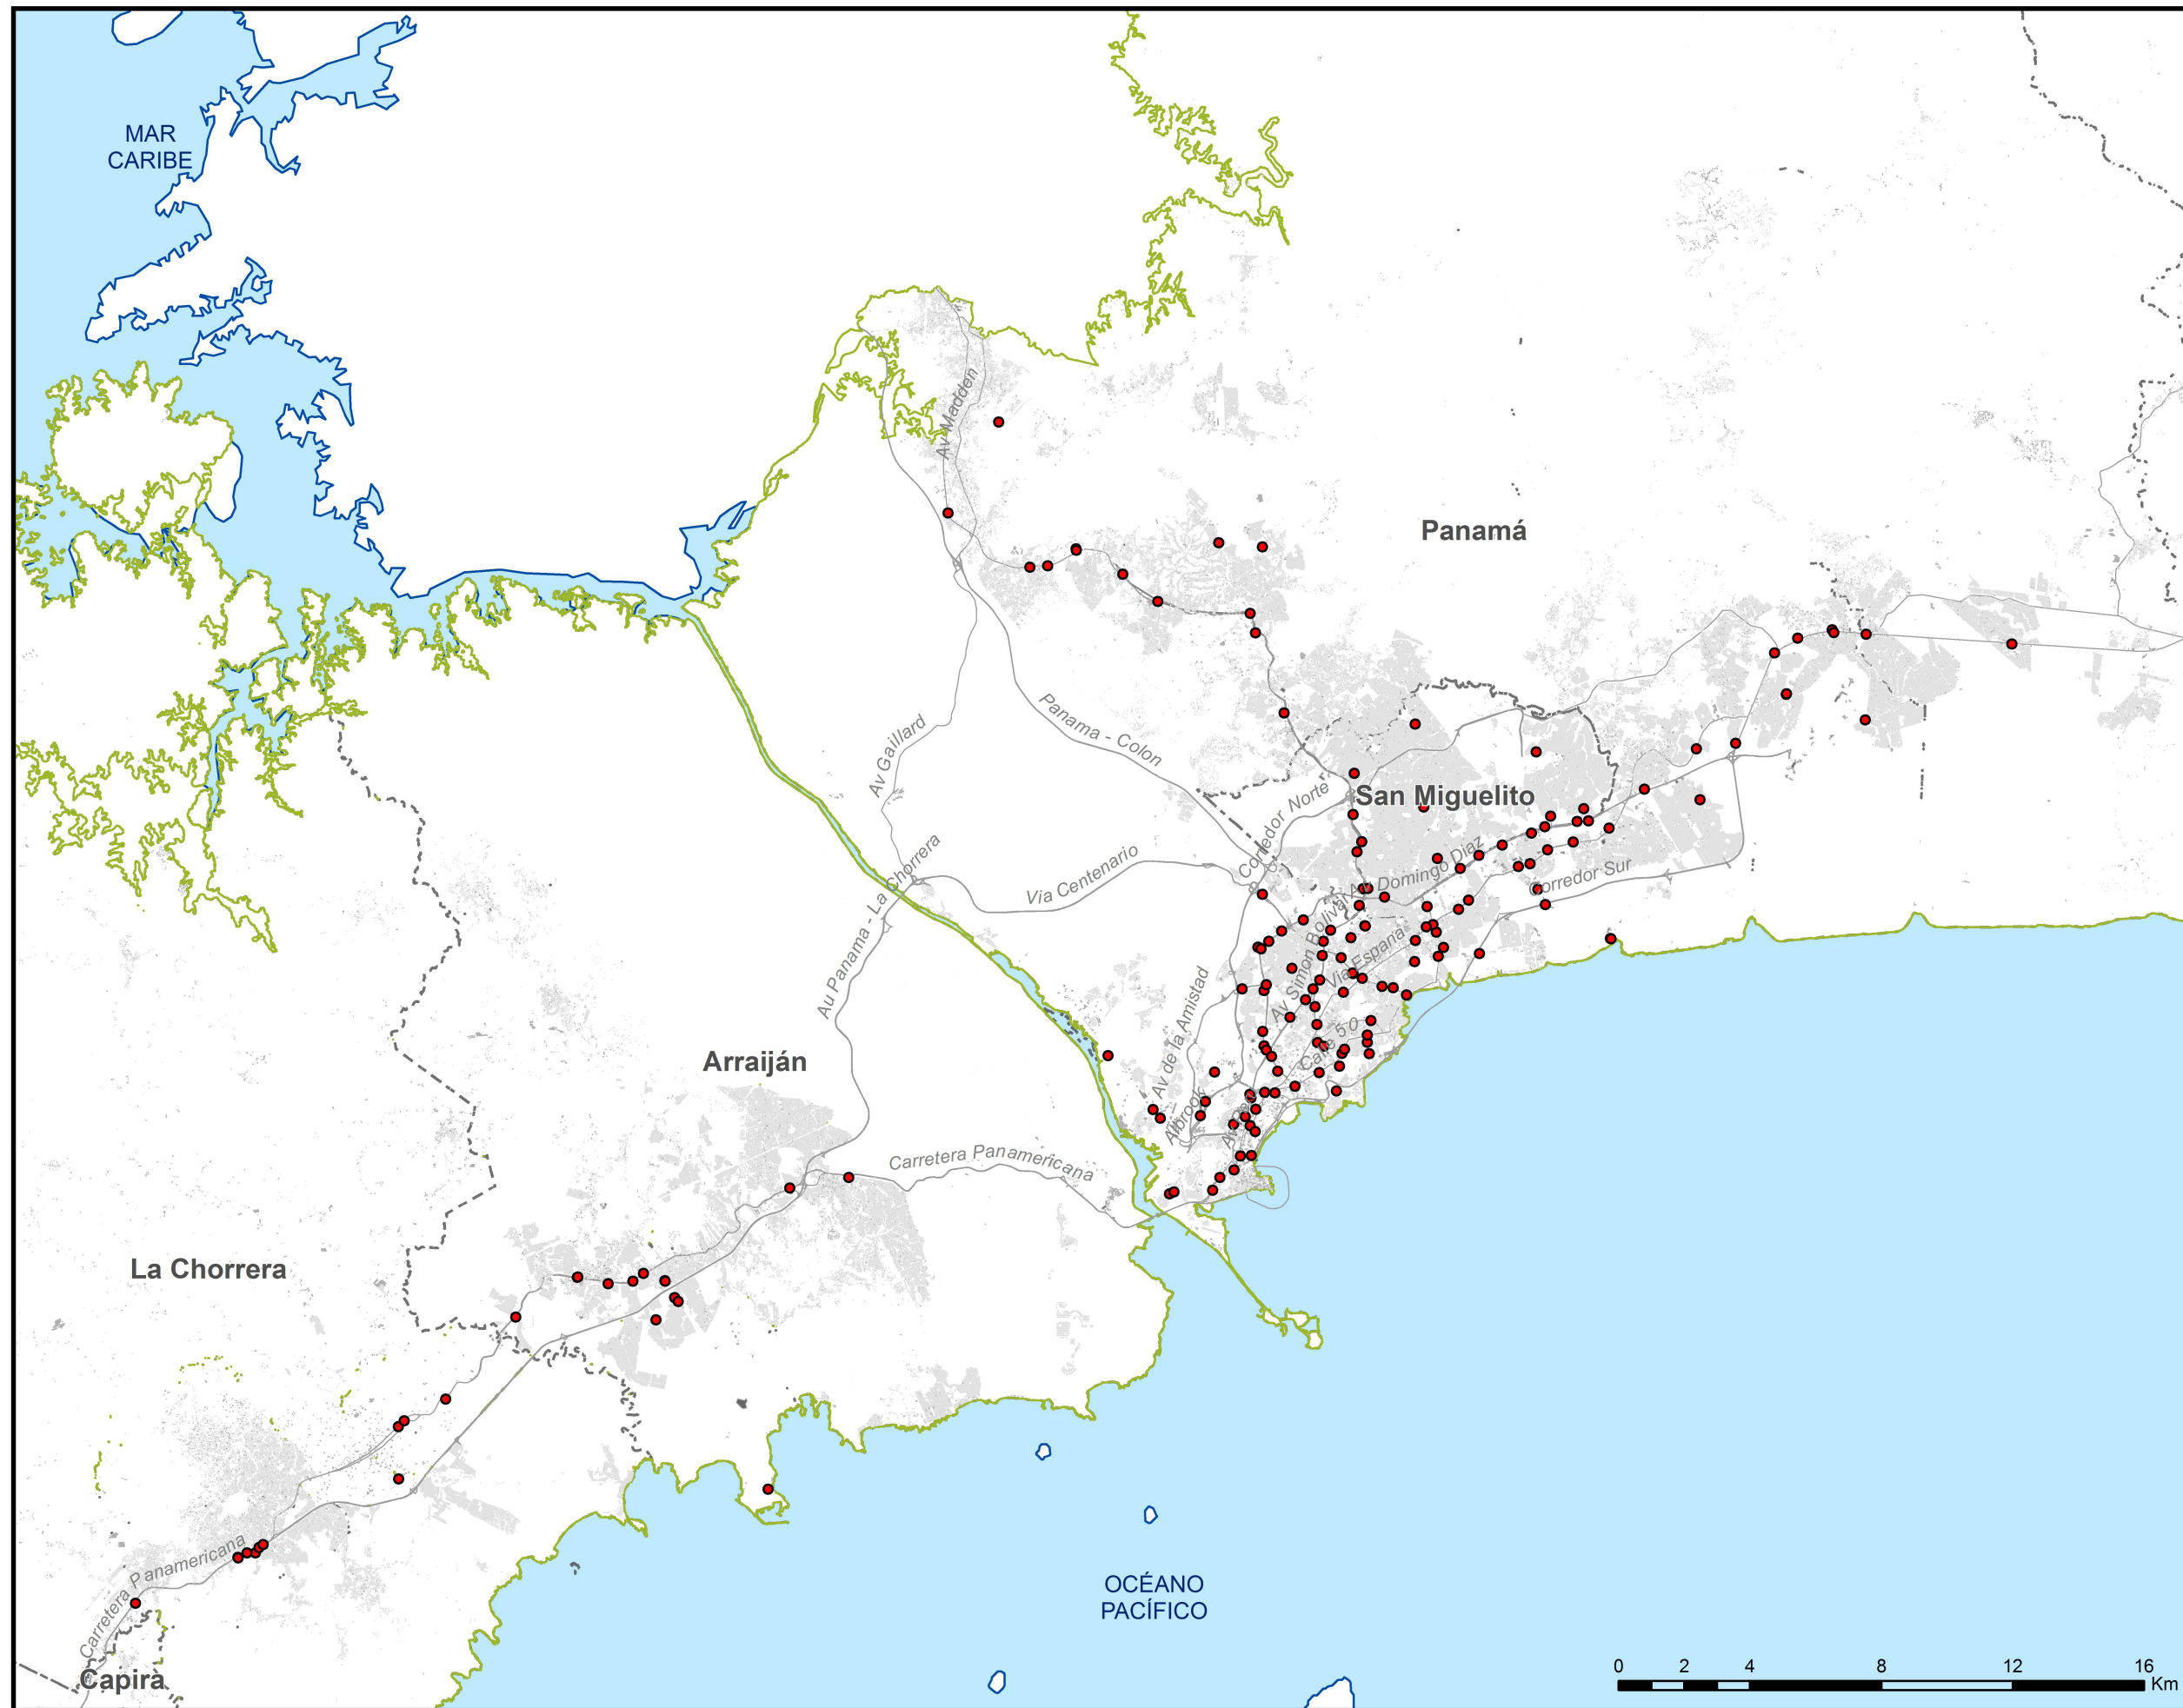 MAR
CARIBE
Av Madden
Panamá
Panama - Colon
Av Gaillard
Corredor Norte
San Miguelito
Au Panama - La Chorrera
Via Centenario
Av Domingo Diaz
Corredor Sur
Av Simon Bolivar
Via España
Av de la Amistad
Calle 50
Arraiján
Albrook
Carretera Panamericana
La Chorrera
Carretera Panamericana
OCÉANO
PACÍFICO
Capira
0 2 4 8 12 16
Km